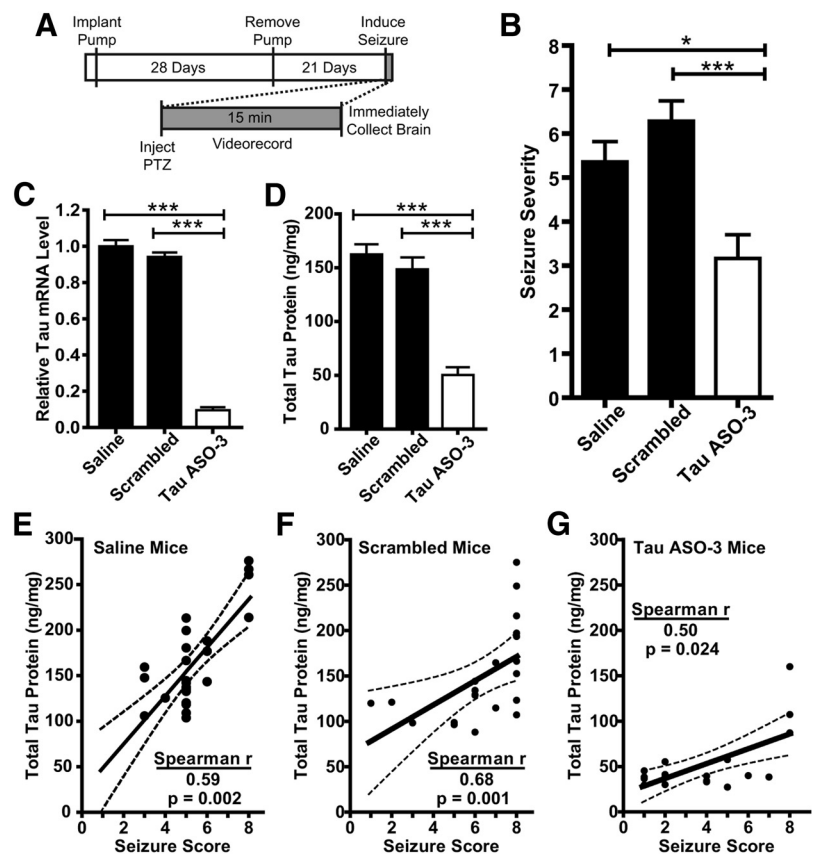 A
Implant Pump
Remove Pump
Induce Seizure
28 Days
21 Days
15 min
Inject PTZ
Videorecord
Immediately Collect Brain
B
*
***
Seizure Severity
8
7
6
5
4
3
2
1
0
Saline
Scrambled
Tau ASO-3
C
***
***
Relative Tau mRNA Level
1.2
1.0
0.8
0.6
0.4
0.2
0.0
Saline
Scrambled
Tau ASO-3
D
***
***
Total Tau Protein (ng/mg)
200
150
100
50
0
Saline
Scrambled
Tau ASO-3
E
Saline Mice
Total Tau Protein (ng/mg)
300
250
200
150
100
50
0
Spearman r
0.59
p = 0.002
0 2 4 6 8
Seizure Score
F
Scrambled Mice
Total Tau Protein (ng/mg)
300
250
200
150
100
50
0
Spearman r
0.68
p = 0.001
0 2 4 6 8
Seizure Score
G
Tau ASO-3 Mice
Total Tau Protein (ng/mg)
300
250
200
150
100
50
0
Spearman r
0.50
p = 0.024
0 2 4 6 8
Seizure Score